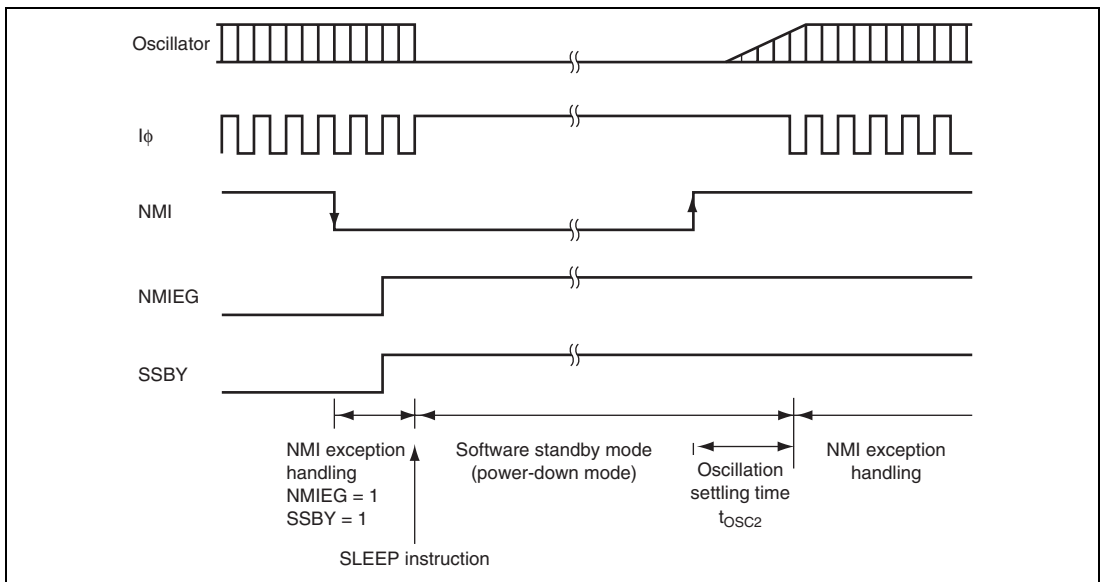 Oscillator
Iϕ
NMI
NMIEG
SSBY
NMI exception
handling
NMIEG = 1
SSBY = 1
Software standby mode
(power-down mode)
Oscillation
settling time
tOSC2
NMI exception
handling
SLEEP instruction